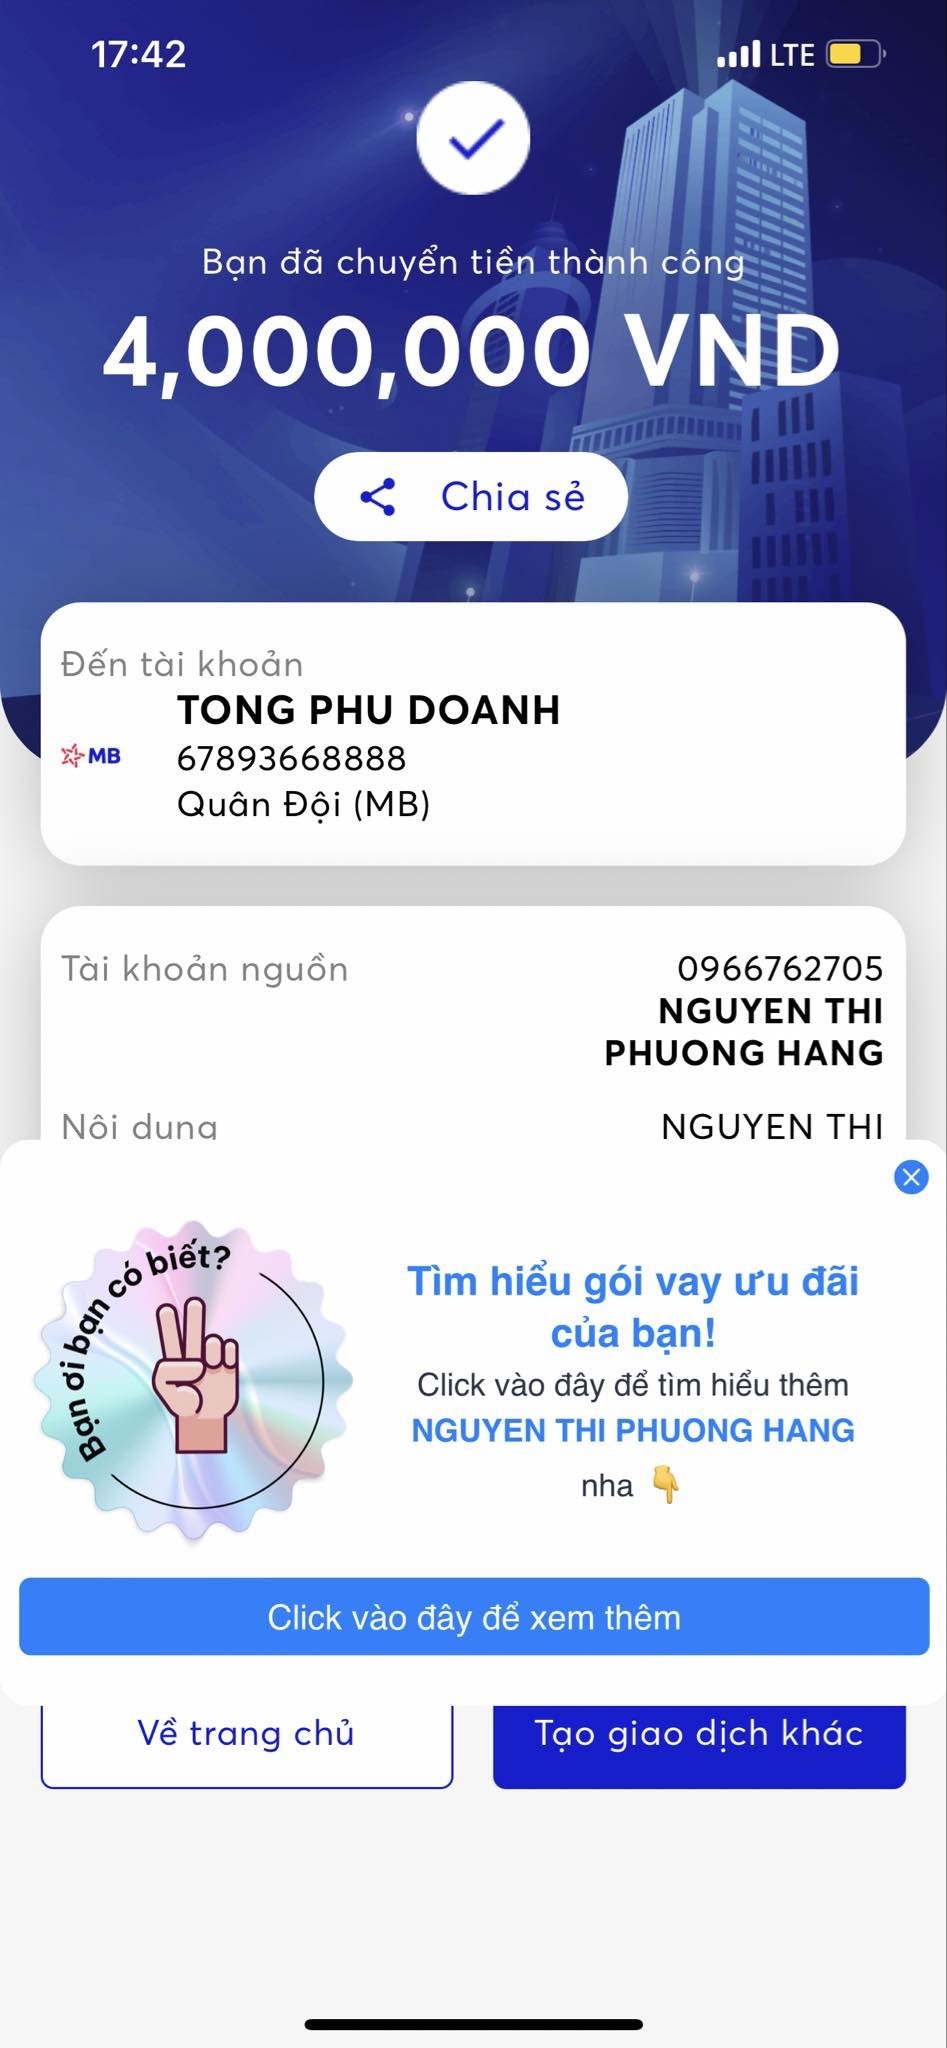 17:42
LTE
Bạn đã chuyển tiền thành công
4,000,000 VND
Chia sẻ
Đến tài khoản
TONG PHU DOANH
MB
67893668888
Quân Đội (MB)
Tài khoản nguồn
0966762705
NGUYEN THI
PHUONG HANG
Nội dung
NGUYEN THI
Bạn ơi bạn có biết?
Tìm hiểu gói vay ưu đãi
của bạn!
Click vào đây để tìm hiểu thêm
NGUYEN THI PHUONG HANG
nha 👇
Click vào đây để xem thêm
Về trang chủ
Tạo giao dịch khác